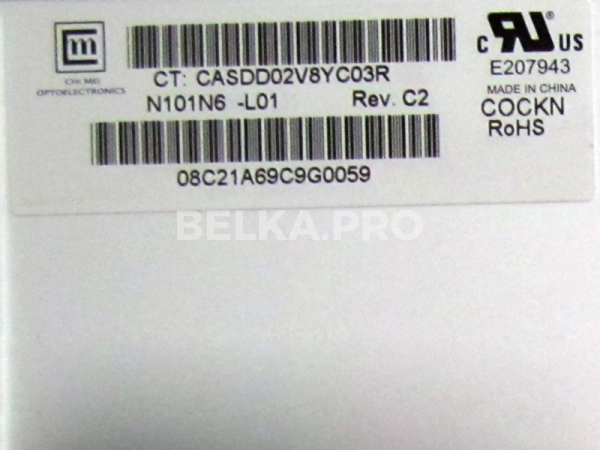 CHI MEI
OPTOELECTRONICS
CT: CASDD02V8YC03R
N101N6 -L01 Rev. C2
08C21A69C9G0059
c RU US
E207943
MADE IN CHINA
COCKN
RoHS
BELKA.PRO